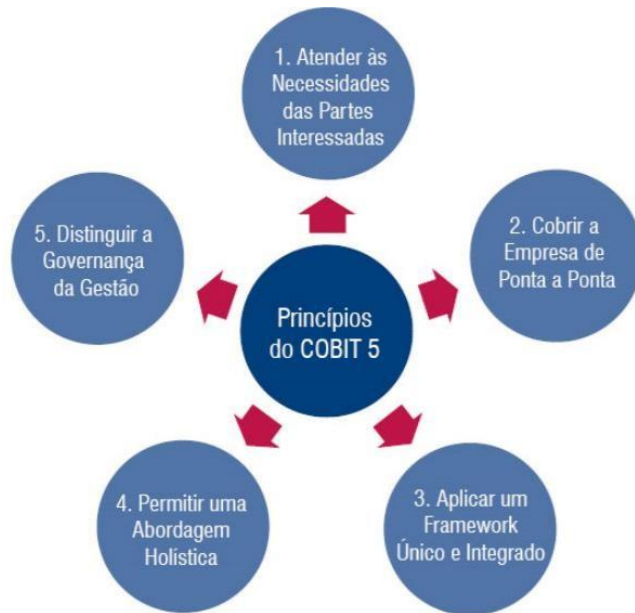 1. Atender às
Necessidades
das Partes
Interessadas
5. Distinguir a
Governança
da Gestão
2. Cobrir a
Empresa de
Ponta a Ponta
Princípios
do COBIT 5
4. Permitir uma
Abordagem
Holística
3. Aplicar um
Framework
Único e Integrado